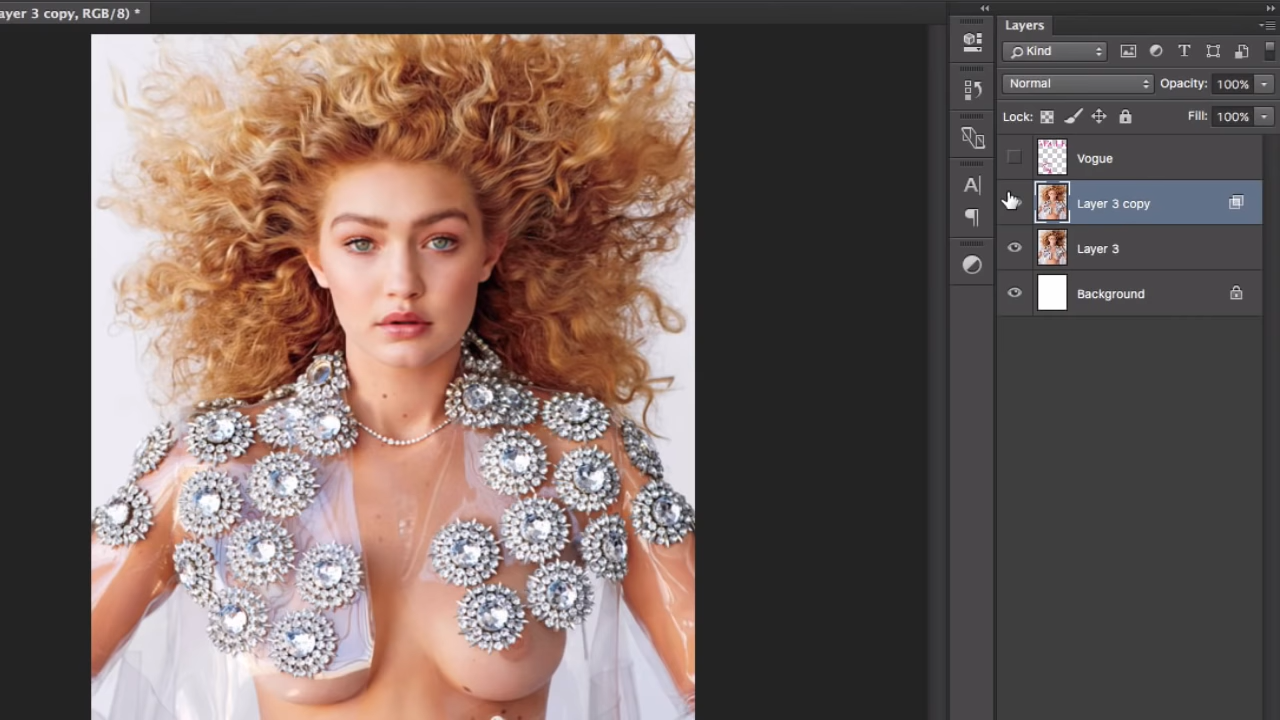 ayer 3 copy, RGB/8) *
Layers
Kind
Normal
Opacity: 100%
Lock:
Fill: 100%
Vogue
Layer 3 copy
Layer 3
Background